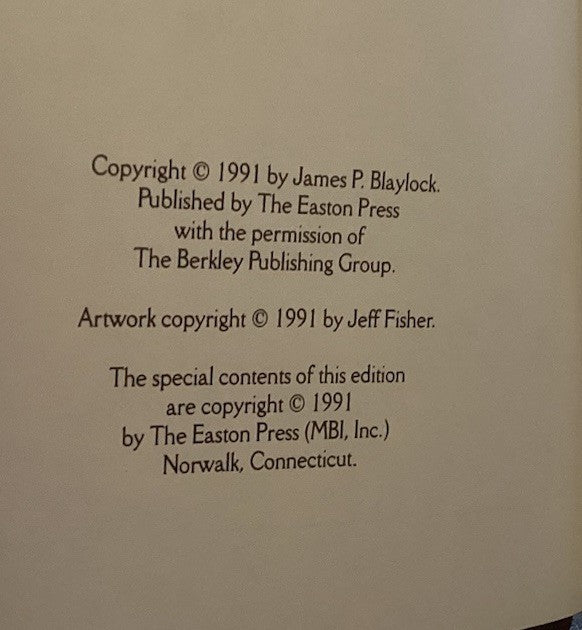 Copyright © 1991 by James P. Blaylock.
Published by The Easton Press
with the permission of
The Berkley Publishing Group.
Artwork copyright © 1991 by Jeff Fisher.
The special contents of this edition
are copyright © 1991
by The Easton Press (MBI, Inc.)
Norwalk, Connecticut.